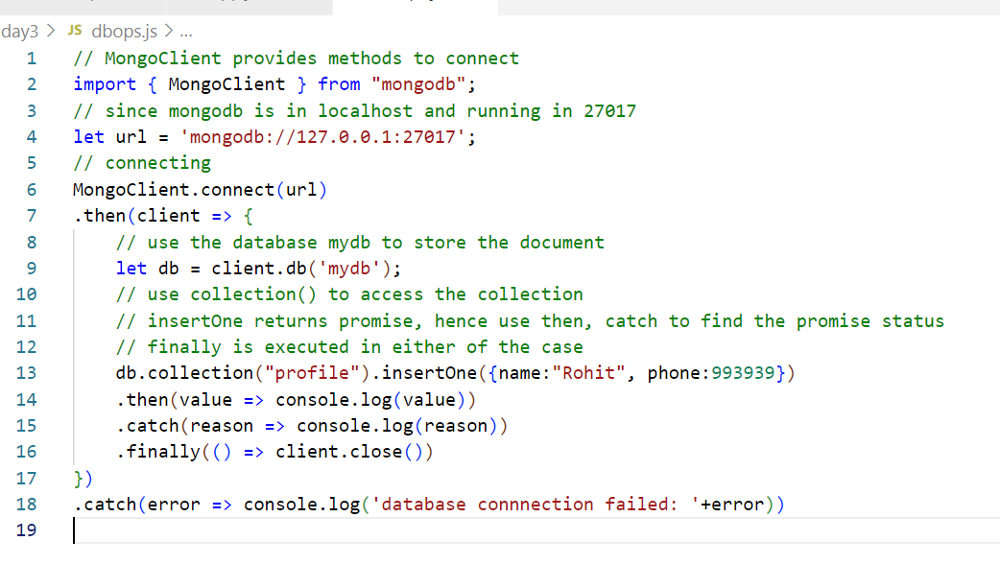 day3 > JS dbops.js > ...
1 // MongoClient provides methods to connect
2 import { MongoClient } from "mongodb";
3 // since mongodb is in localhost and running in 27017
4 let url = 'mongodb://127.0.0.1:27017';
5 // connecting
6 MongoClient.connect(url)
7 .then(client => {
8     // use the database mydb to store the document
9     let db = client.db('mydb');
10     // use collection() to access the collection
11     // insertOne returns promise, hence use then, catch to find the promise status
12     // finally is executed in either of the case
13     db.collection("profile").insertOne({name:"Rohit", phone:993939})
14     .then(value => console.log(value))
15     .catch(reason => console.log(reason))
16     .finally(() => client.close())
17 })
18 .catch(error => console.log('database connnection failed: '+error))
19